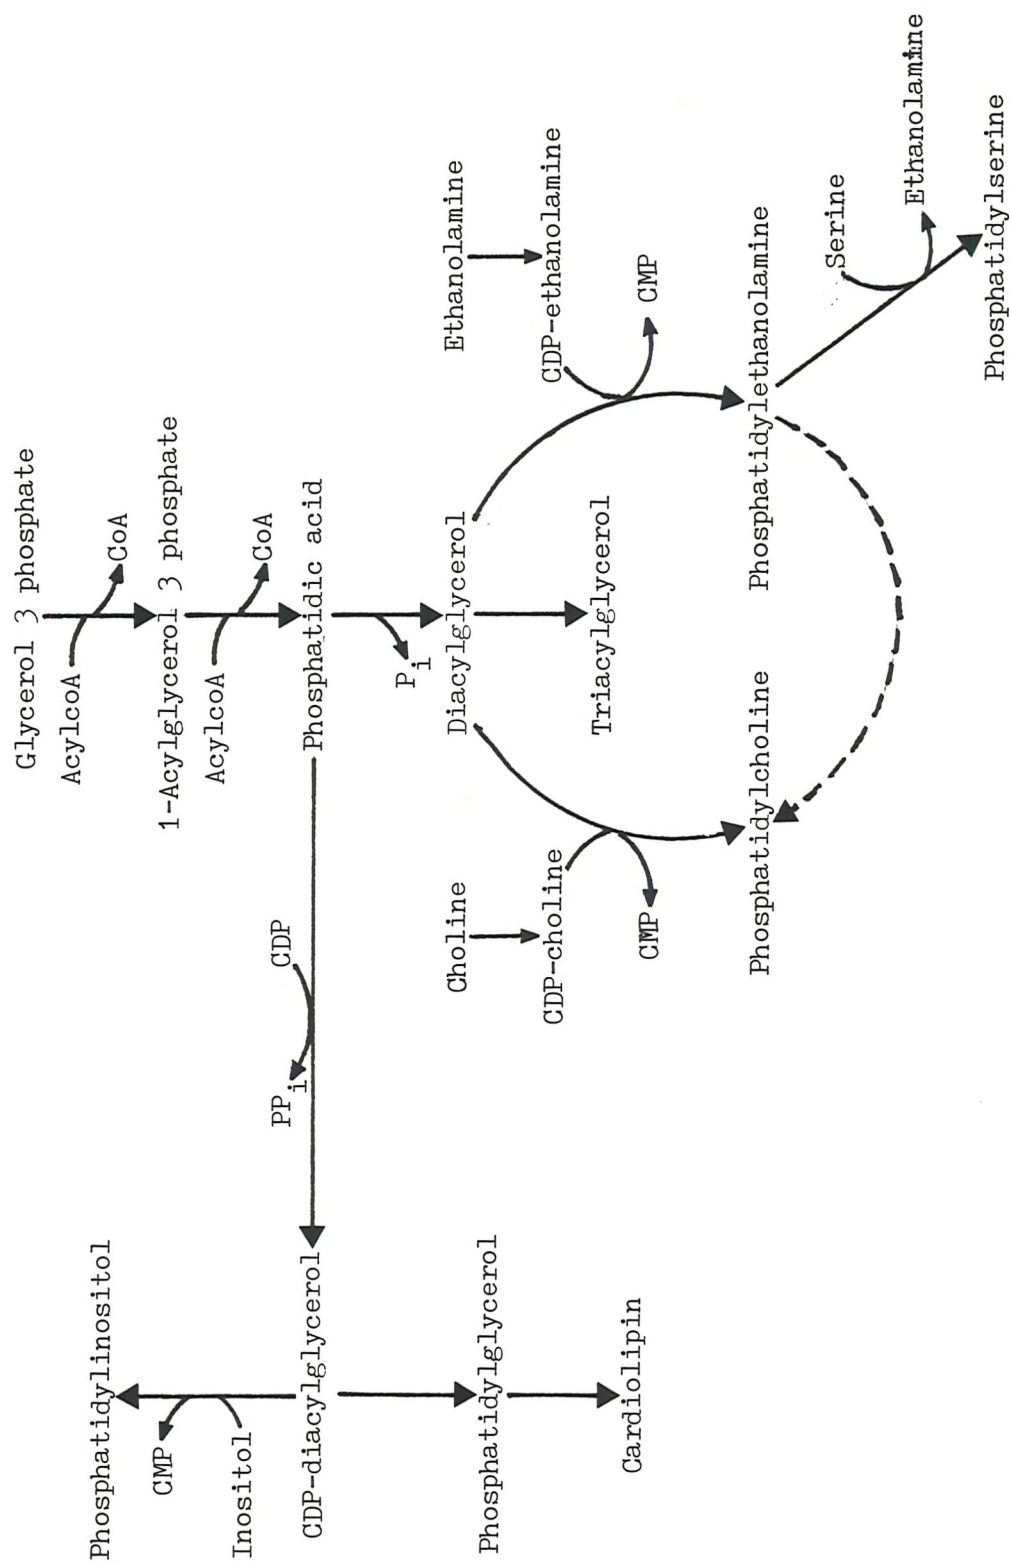 Glycerol 3 phosphate
AcylcoA
CoA
1-Acylglycerol 3 phosphate
AcylcoA
CoA
Phosphatidic acid
CDP
PPi
Pi
Diacylglycerol
Triacylglycerol
Ethanolamine
CDP-ethanolamine
CMP
Phosphatidylethanolamine
Serine
Ethanolamine
Phosphatidylserine
Choline
CDP-choline
CMP
Phosphatidylcholine
Phosphatidylinositol
CMP
Inositol
CDP-diacylglycerol
Phosphatidylglycerol
Cardiolipin